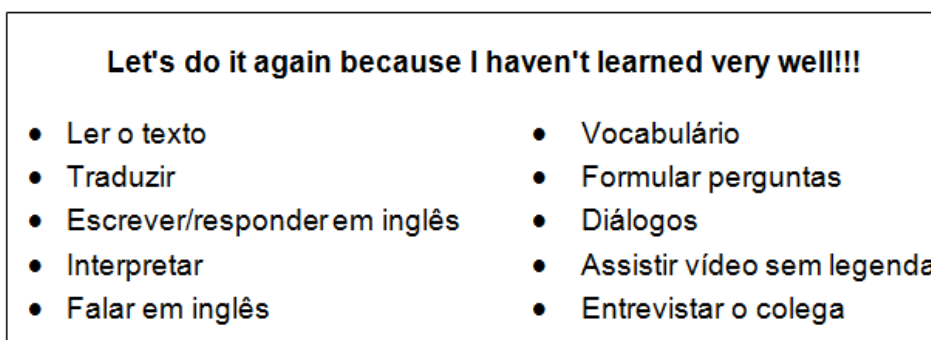 Let's do it again because I haven't learned very well!!!
• Ler o texto
• Traduzir
• Escrever/responder em inglês
• Interpretar
• Falar em inglês
• Vocabulário
• Formular perguntas
• Diálogos
• Assistir vídeo sem legenda
• Entrevistar o colega